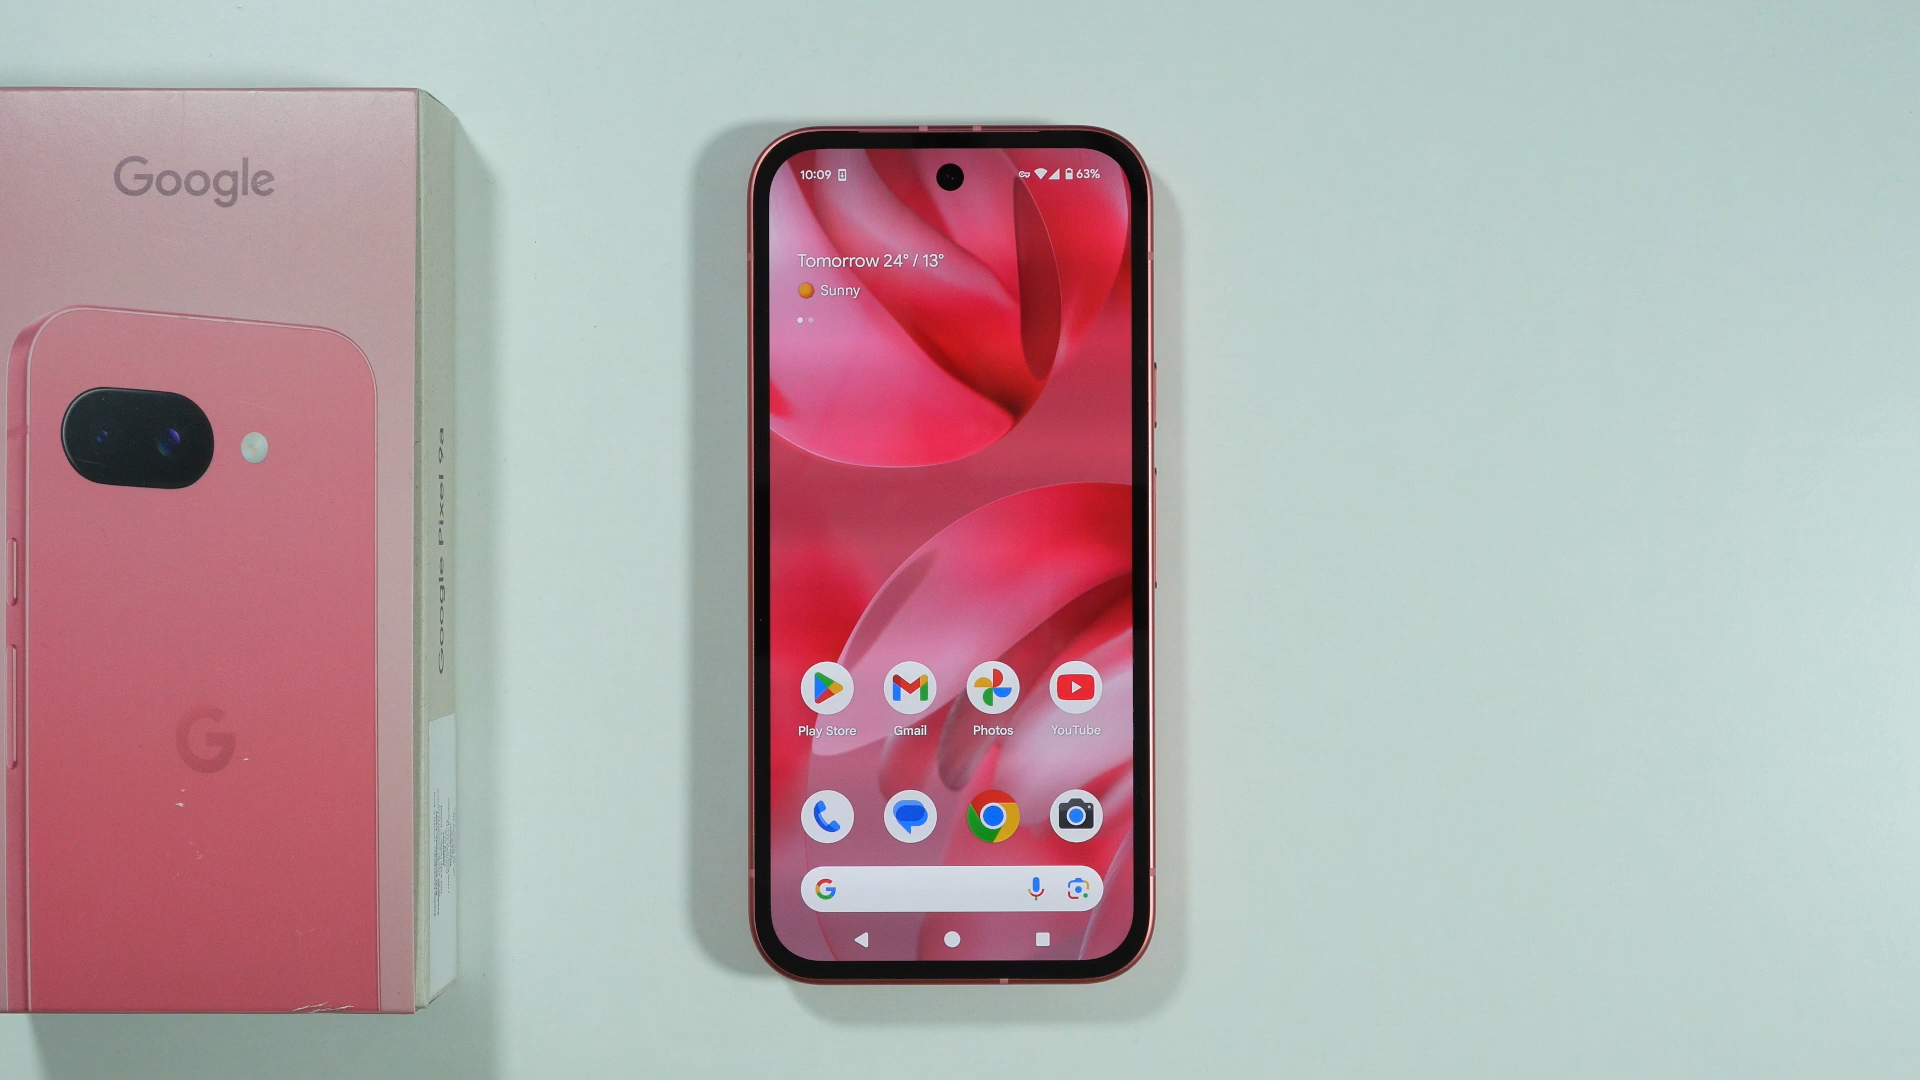 Google
Google Pixel 9a
10:09
63%
Tomorrow 24° / 13°
Sunny
Play Store
Gmail
Photos
YouTube